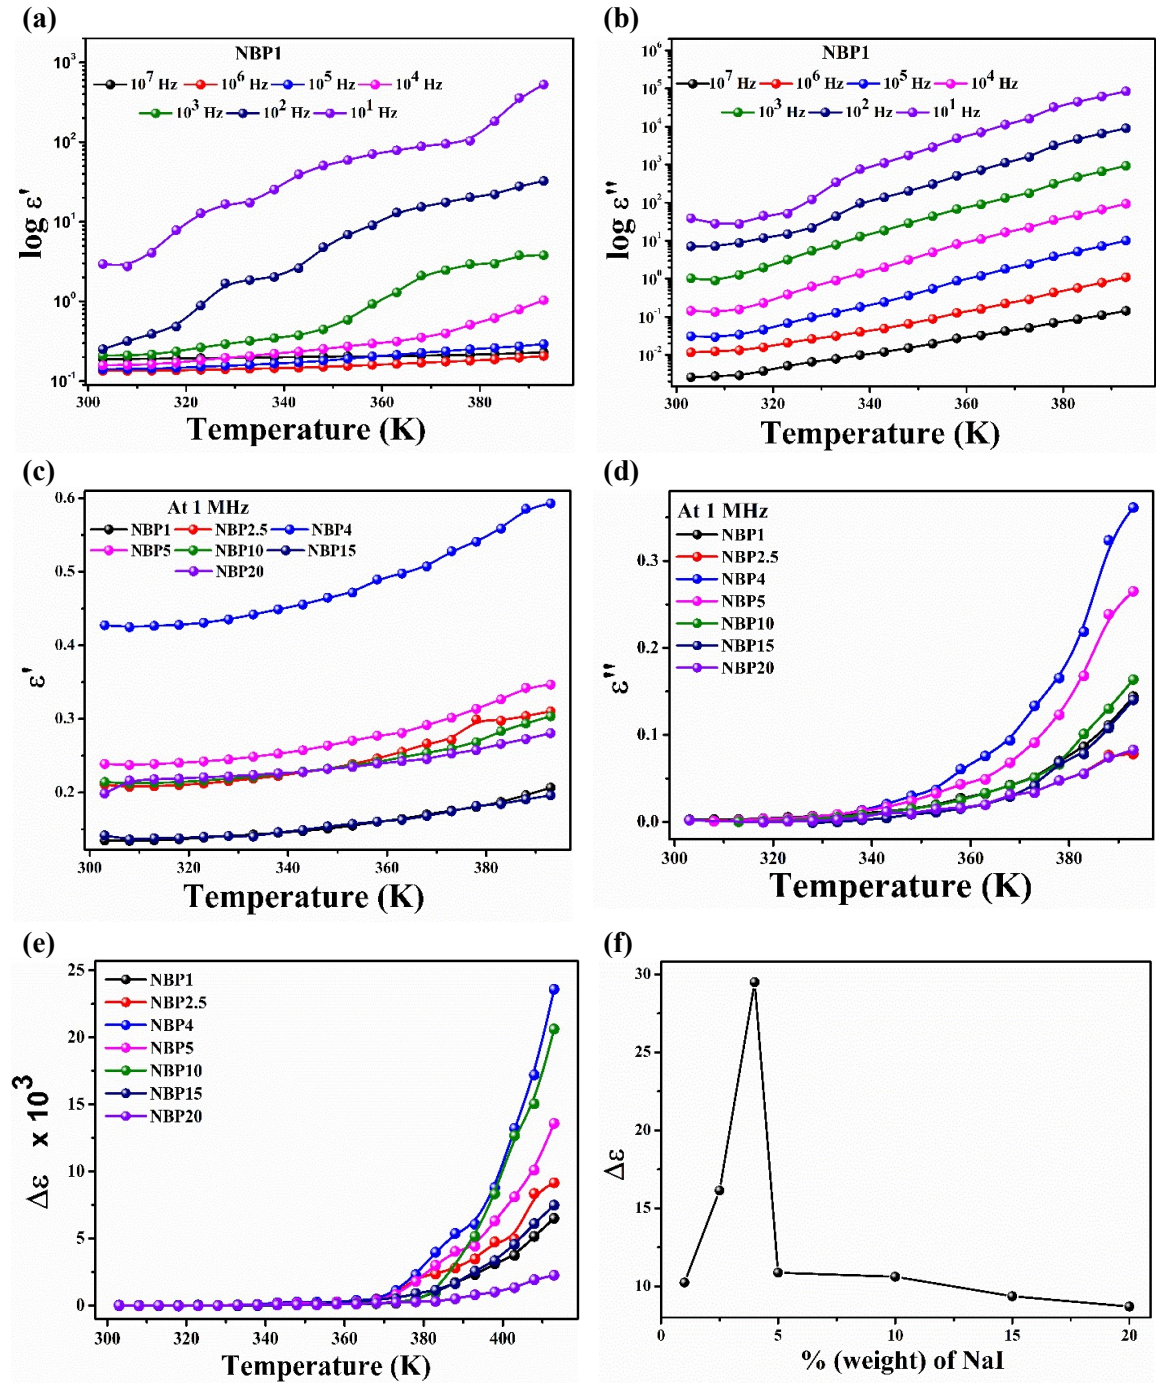 (a)
NBP1
10⁷ Hz 10⁶ Hz 10⁵ Hz 10⁴ Hz
10³ Hz 10² Hz 10¹ Hz
10³
10²
10¹
10⁰
10⁻¹
log ε'
300 320 340 360 380
Temperature (K)
(b)
NBP1
10⁷ Hz 10⁶ Hz 10⁵ Hz 10⁴ Hz
10³ Hz 10² Hz 10¹ Hz
10⁶
10⁵
10⁴
10³
10²
10¹
10⁰
10⁻¹
10⁻²
log ε''
300 320 340 360 380
Temperature (K)
(c)
At 1 MHz
NBP1 NBP2.5 NBP4
NBP5 NBP10 NBP15
NBP20
0.6
0.5
0.4
0.3
0.2
ε'
300 320 340 360 380
Temperature (K)
(d)
At 1 MHz
NBP1
NBP2.5
NBP4
NBP5
NBP10
NBP15
NBP20
0.3
0.2
0.1
0.0
ε''
300 320 340 360 380
Temperature (K)
(e)
NBP1
NBP2.5
NBP4
NBP5
NBP10
NBP15
NBP20
25
20
15
10
5
0
Δε x 10³
300 320 340 360 380 400
Temperature (K)
(f)
30
25
20
15
10
Δε
0 5 10 15 20
% (weight) of NaI